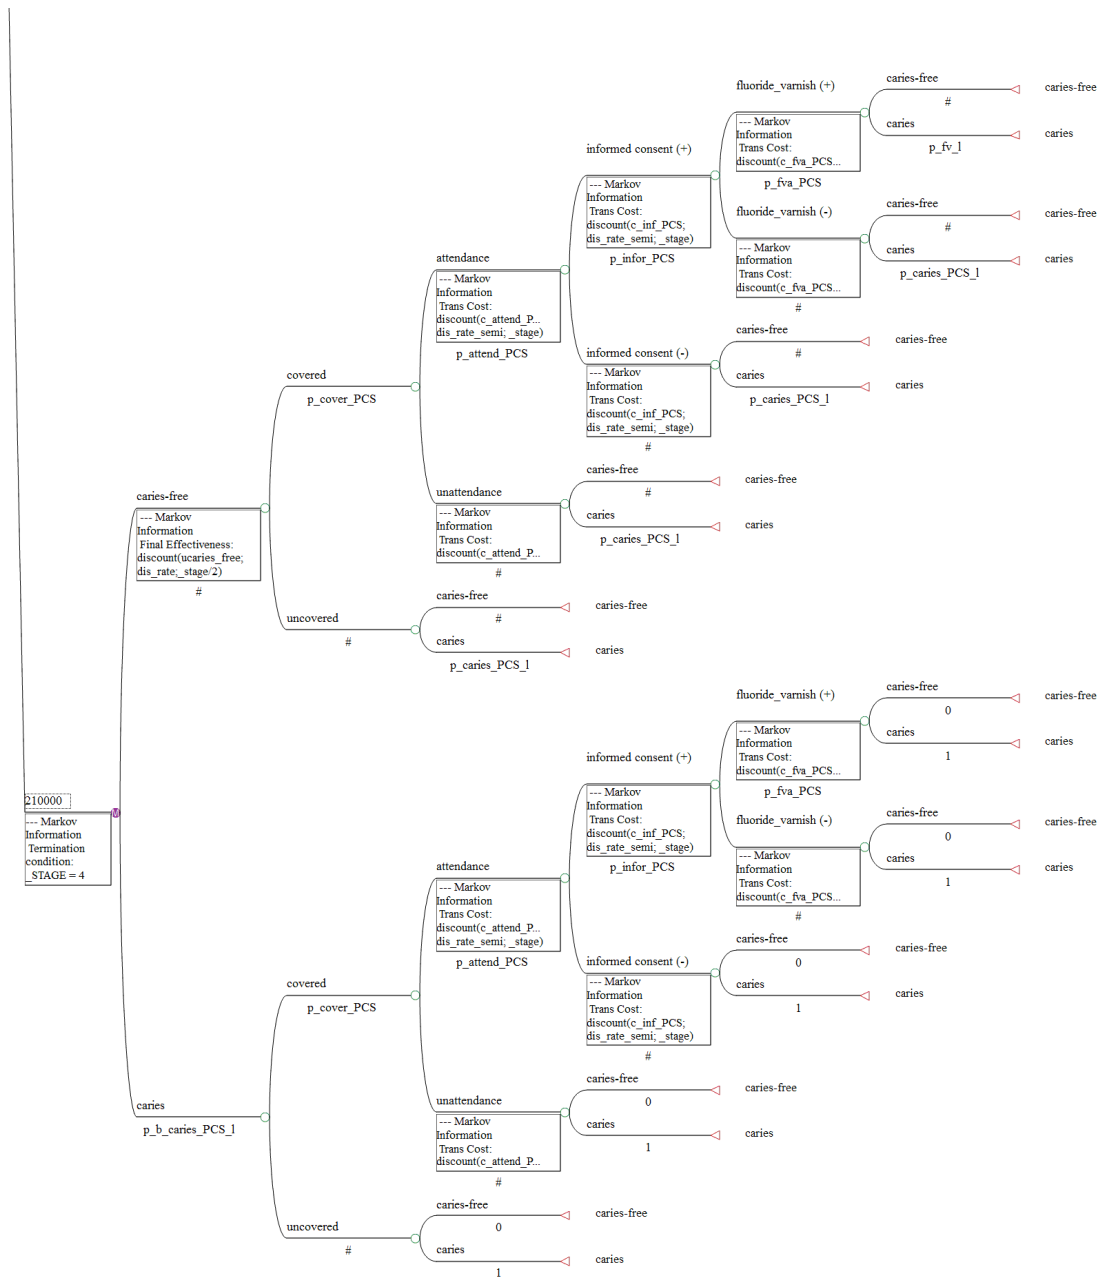 caries-free
fluoride_varnish (+)
caries-free
#
--- Markov
Information
Trans Cost:
discount(c_fva_PCS...
caries
caries
p_fv_l
informed consent (+)
p_fva_PCS
--- Markov
Information
Trans Cost:
discount(c_inf_PCS;
dis_rate_semi; _stage)
p_infor_PCS
fluoride_varnish (-)
caries-free
caries-free
#
--- Markov
Information
Trans Cost:
discount(c_fva_PCS...
caries
caries
p_caries_PCS_l
#
attendance
--- Markov
Information
Trans Cost:
discount(c_attend_P...
dis_rate_semi; _stage)
p_attend_PCS
informed consent (-)
--- Markov
Information
Trans Cost:
discount(c_inf_PCS;
dis_rate_semi; _stage)
#
caries-free
caries-free
#
caries
caries
p_caries_PCS_l
covered
p_cover_PCS
unattendance
--- Markov
Information
Trans Cost:
discount(c_attend_P...
#
caries-free
caries-free
#
caries
caries
p_caries_PCS_l
caries-free
--- Markov
Information
Final Effectiveness:
discount(ucaries_free;
dis_rate;_stage/2)
#
uncovered
#
caries-free
caries-free
#
caries
caries
p_caries_PCS_l
210000
--- Markov
Information
Termination
condition:
_STAGE = 4
fluoride_varnish (+)
caries-free
caries-free
0
--- Markov
Information
Trans Cost:
discount(c_fva_PCS...
caries
caries
1
informed consent (+)
p_fva_PCS
--- Markov
Information
Trans Cost:
discount(c_inf_PCS;
dis_rate_semi; _stage)
p_infor_PCS
fluoride_varnish (-)
caries-free
caries-free
0
--- Markov
Information
Trans Cost:
discount(c_fva_PCS...
caries
caries
1
#
attendance
--- Markov
Information
Trans Cost:
discount(c_attend_P...
dis_rate_semi; _stage)
p_attend_PCS
informed consent (-)
--- Markov
Information
Trans Cost:
discount(c_inf_PCS;
dis_rate_semi; _stage)
#
caries-free
caries-free
0
caries
caries
1
covered
p_cover_PCS
unattendance
--- Markov
Information
Trans Cost:
discount(c_attend_P...
#
caries-free
caries-free
0
caries
caries
1
caries
p_b_caries_PCS_l
uncovered
#
caries-free
caries-free
0
caries
caries
1